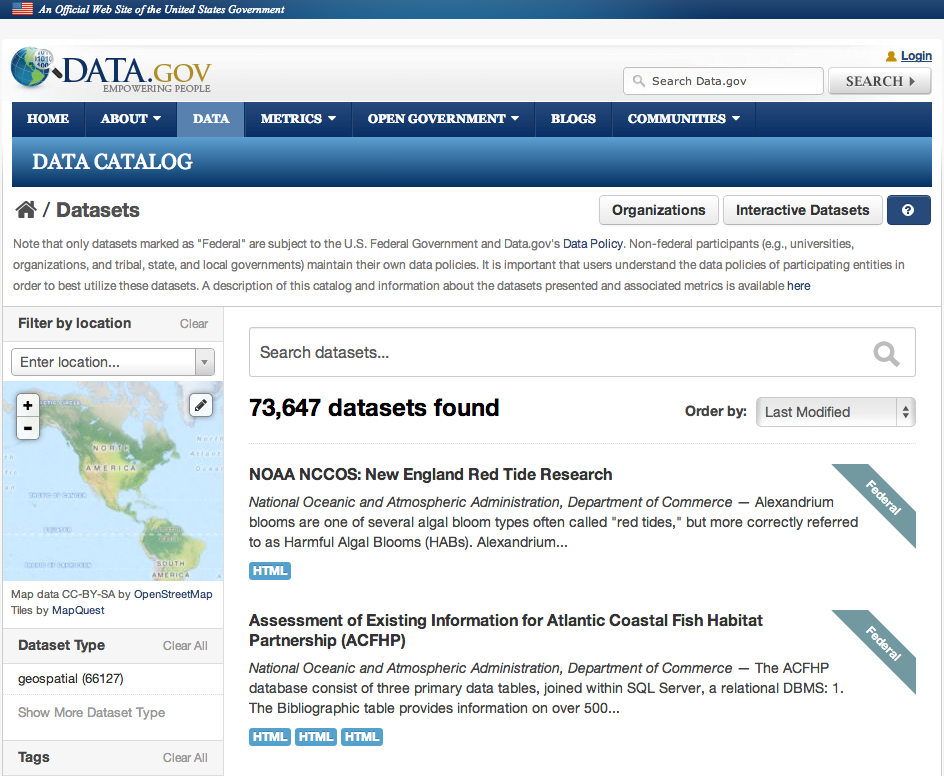 An Official Web Site of the United States Government
Login
DATA.GOV
EMPOWERING PEOPLE
Search Data.gov
SEARCH
HOME ABOUT DATA METRICS OPEN GOVERNMENT BLOGS COMMUNITIES
DATA CATALOG
/ Datasets
Organizations Interactive Datasets ?
Note that only datasets marked as "Federal" are subject to the U.S. Federal Government and Data.gov's Data Policy. Non-federal participants (e.g., universities,
organizations, and tribal, state, and local governments) maintain their own data policies. It is important that users understand the data policies of participating entities in
order to best utilize these datasets. A description of this catalog and information about the datasets presented and associated metrics is available here
Filter by location Clear
Enter location...
+
-
NORTH
AMERICA
North
Atlantic
Ocean
TROPIC OF CANCER
EQUATOR
TROPIC OF CAPRICORN
SOUTH
AMERICA
Map data CC-BY-SA by OpenStreetMap
Tiles by MapQuest
Dataset Type Clear All
geospatial (66127)
Show More Dataset Type
Tags Clear All
Search datasets...
73,647 datasets found
Order by: Last Modified
NOAA NCCOS: New England Red Tide Research
Federal
National Oceanic and Atmospheric Administration, Department of Commerce — Alexandrium
blooms are one of several algal bloom types often called "red tides," but more correctly referred
to as Harmful Algal Blooms (HABs). Alexandrium...
HTML
Assessment of Existing Information for Atlantic Coastal Fish Habitat
Partnership (ACFHP)
Federal
National Oceanic and Atmospheric Administration, Department of Commerce — The ACFHP
database consist of three primary data tables, joined within SQL Server, a relational DBMS: 1.
The Bibliographic table provides information on over 500...
HTML HTML HTML